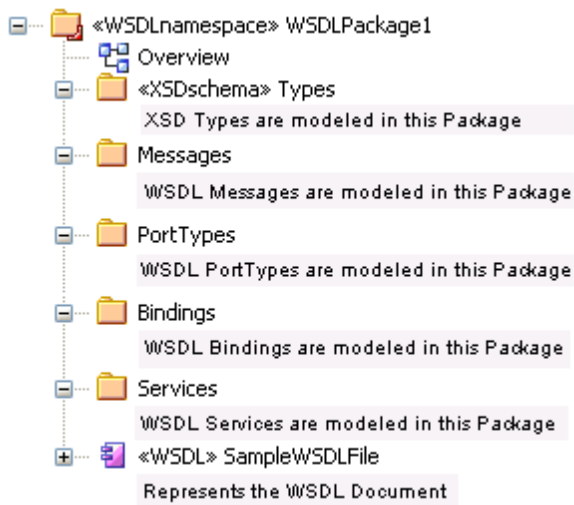 «WSDLnamespace» WSDLPackage1
Overview
«XSDschema» Types
XSD Types are modeled in this Package
Messages
WSDL Messages are modeled in this Package
PortTypes
WSDL PortTypes are modeled in this Package
Bindings
WSDL Bindings are modeled in this Package
Services
WSDL Services are modeled in this Package
«WSDL» SampleWSDLFile
Represents the WSDL Document